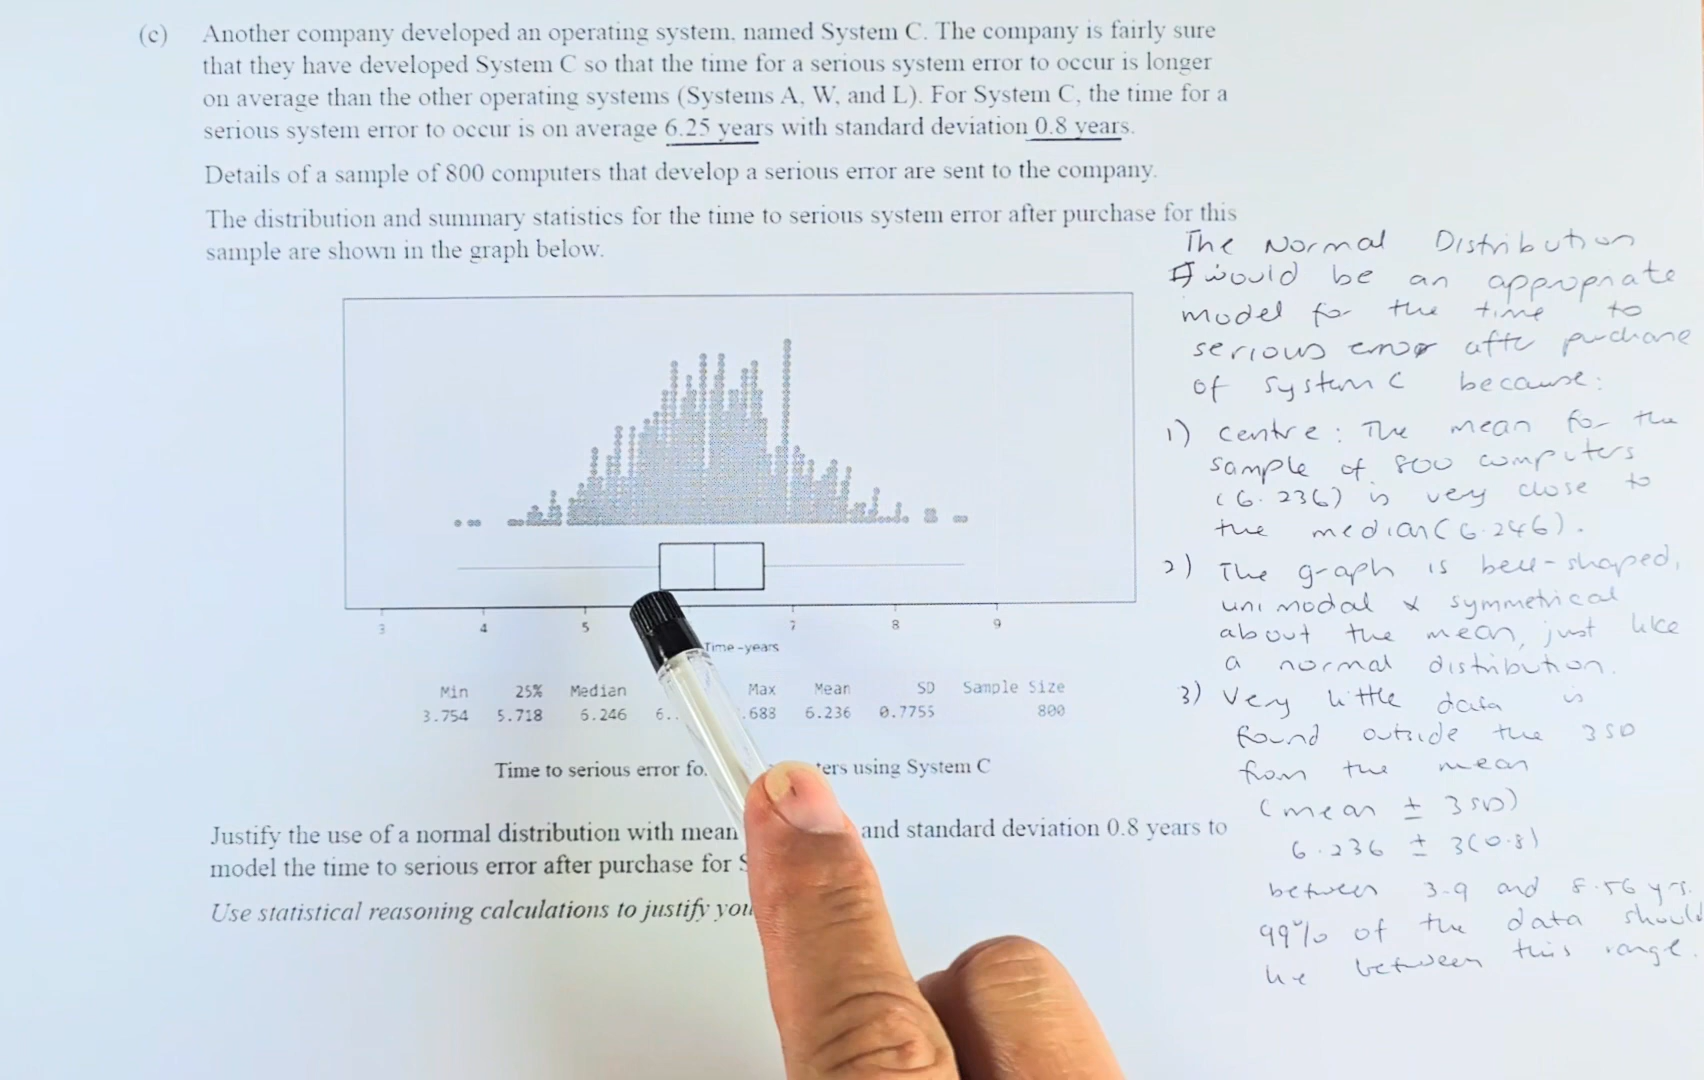 (c) Another company developed an operating system, named System C. The company is fairly sure
that they have developed System C so that the time for a serious system error to occur is longer
on average than the other operating systems (Systems A, W, and L). For System C, the time for a
serious system error to occur is on average 6.25 years with standard deviation 0.8 years.
Details of a sample of 800 computers that develop a serious error are sent to the company.
The distribution and summary statistics for the time to serious system error after purchase for this
sample are shown in the graph below.
3 4 5 7 8 9
Time-years
Min 25% Median Max Mean SD Sample Size
3.754 5.718 6.246 6.. .688 6.236 0.7755 800
Time to serious error fo. ters using System C
Justify the use of a normal distribution with mean and standard deviation 0.8 years to
model the time to serious error after purchase for S
Use statistical reasoning calculations to justify you
The Normal Distribution
would be an appropriate
model for the time to
serious error after purchase
of system C because:
1) centre: The mean for the
sample of 800 computers
(6.236) is very close to
the median (6.246).
2) The graph is bell-shaped,
unimodal & symmetrical
about the mean, just like
a normal distribution.
3) Very little data is
found outside the 3SD
from the mean
(mean ± 3SD)
6.236 ± 3(0.8)
between 3.9 and 8.56 yrs.
99% of the data should
lie between this range.